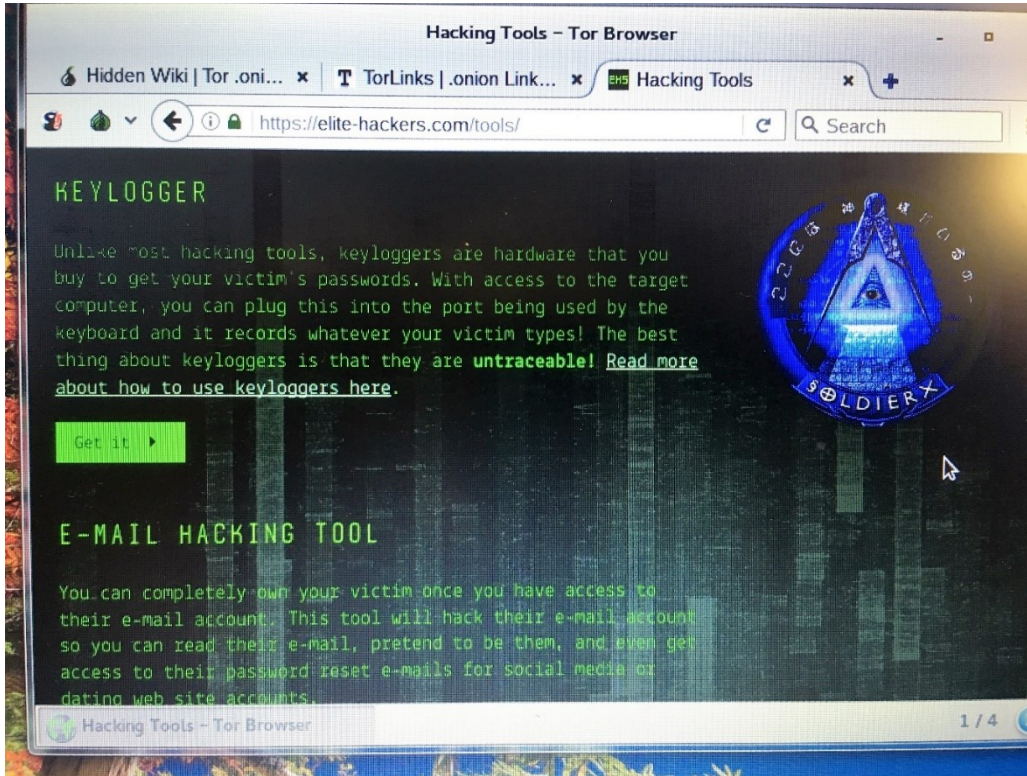 Hacking Tools – Tor Browser
Hidden Wiki | Tor .oni...
T TorLinks | .onion Link...
EHS Hacking Tools
https://elite-hackers.com/tools/
Search
KEYLOGGER
Unlike most hacking tools, keyloggers are hardware that you
buy to get your victim's passwords. With access to the target
computer, you can plug this into the port being used by the
keyboard and it records whatever your victim types! The best
thing about keyloggers is that they are untraceable! Read more
about how to use keyloggers here.
Get it
SOLDIERX
E-MAIL HACKING TOOL
You can completely own your victim once you have access to
their e-mail account. This tool will hack their e-mail account
so you can read their e-mail, pretend to be them, and even get
access to their password reset e-mails for social media or
dating web site accounts.
Hacking Tools – Tor Browser
1 / 4